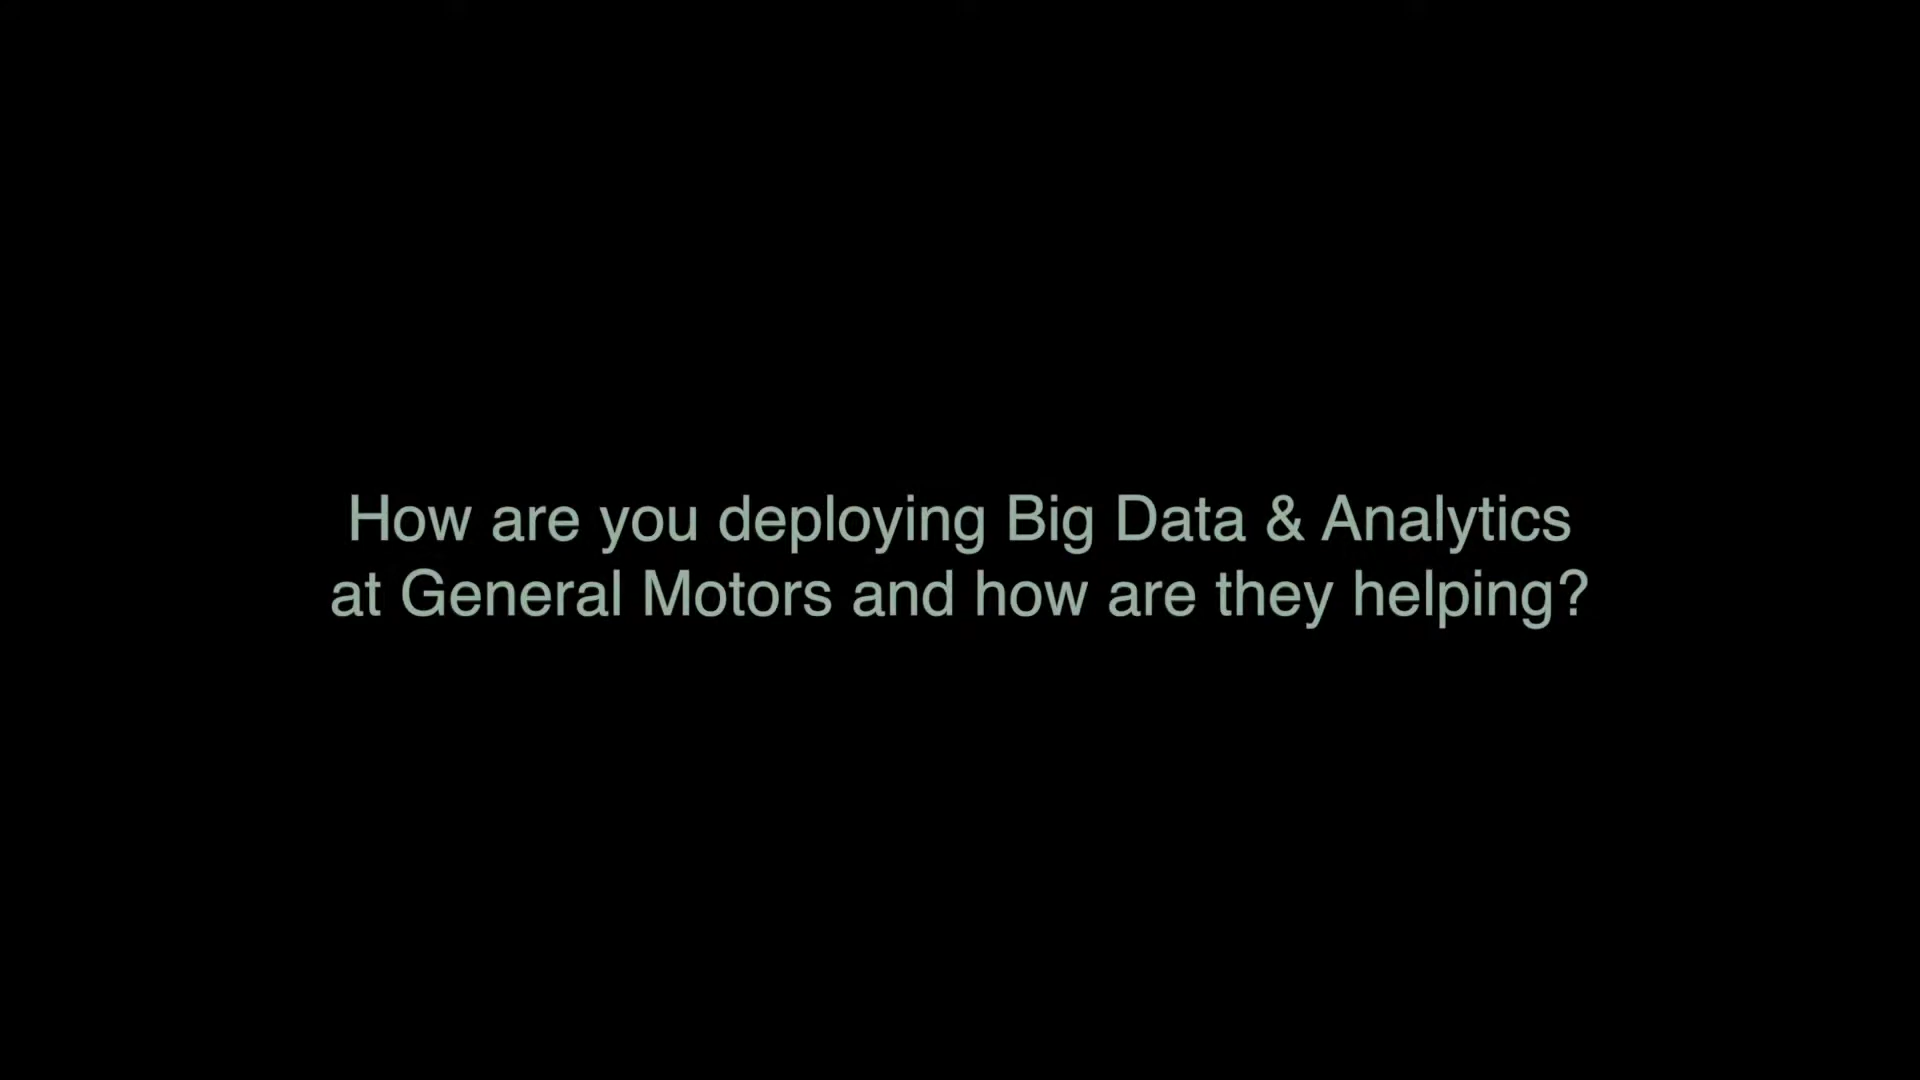 How are you deploying Big Data & Analytics
at General Motors and how are they helping?